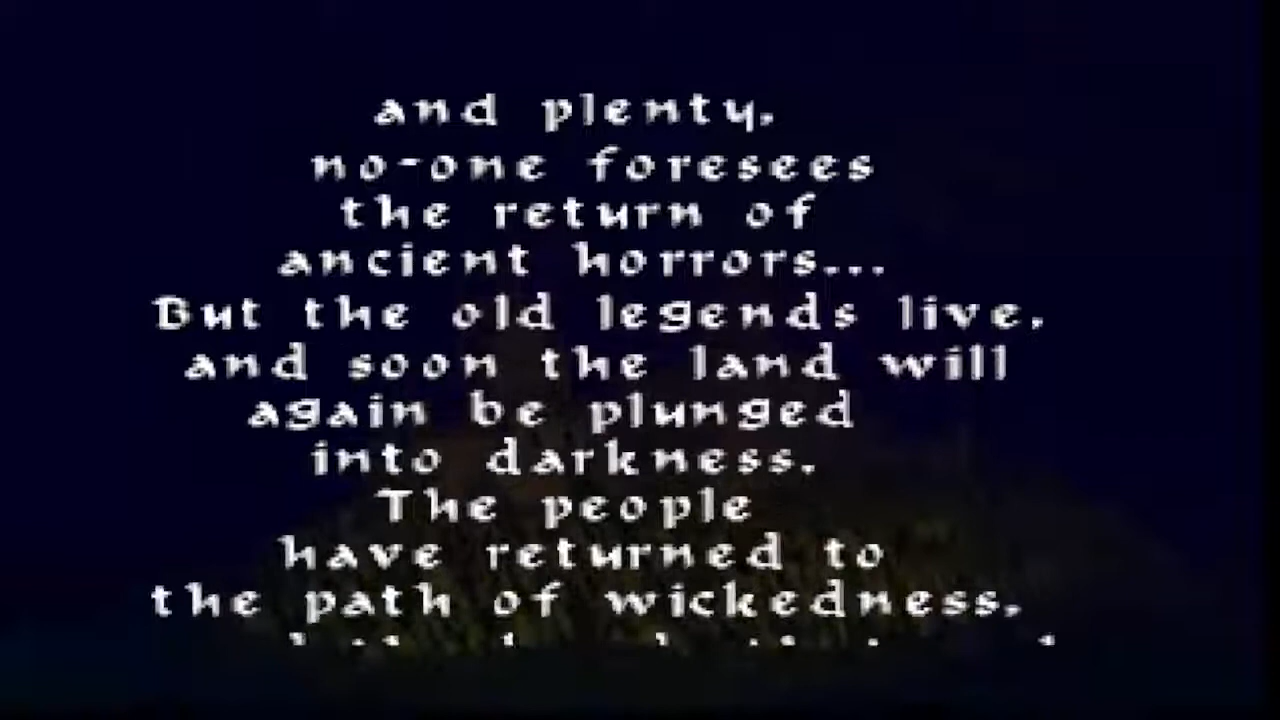 and plenty,
no-one foresees
the return of
ancient horrors...
But the old legends live,
and soon the land will
again be plunged
into darkness.
The people
have returned to
the path of wickedness,